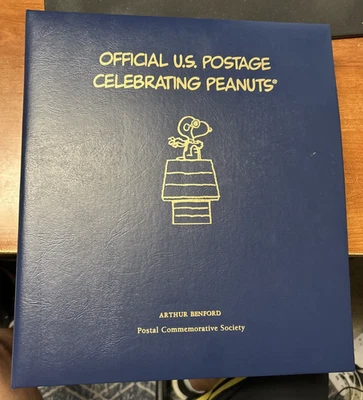 OFFICIAL U.S. POSTAGE
CELEBRATING PEANUTS®
ARTHUR BENFORD
Postal Commemorative Society